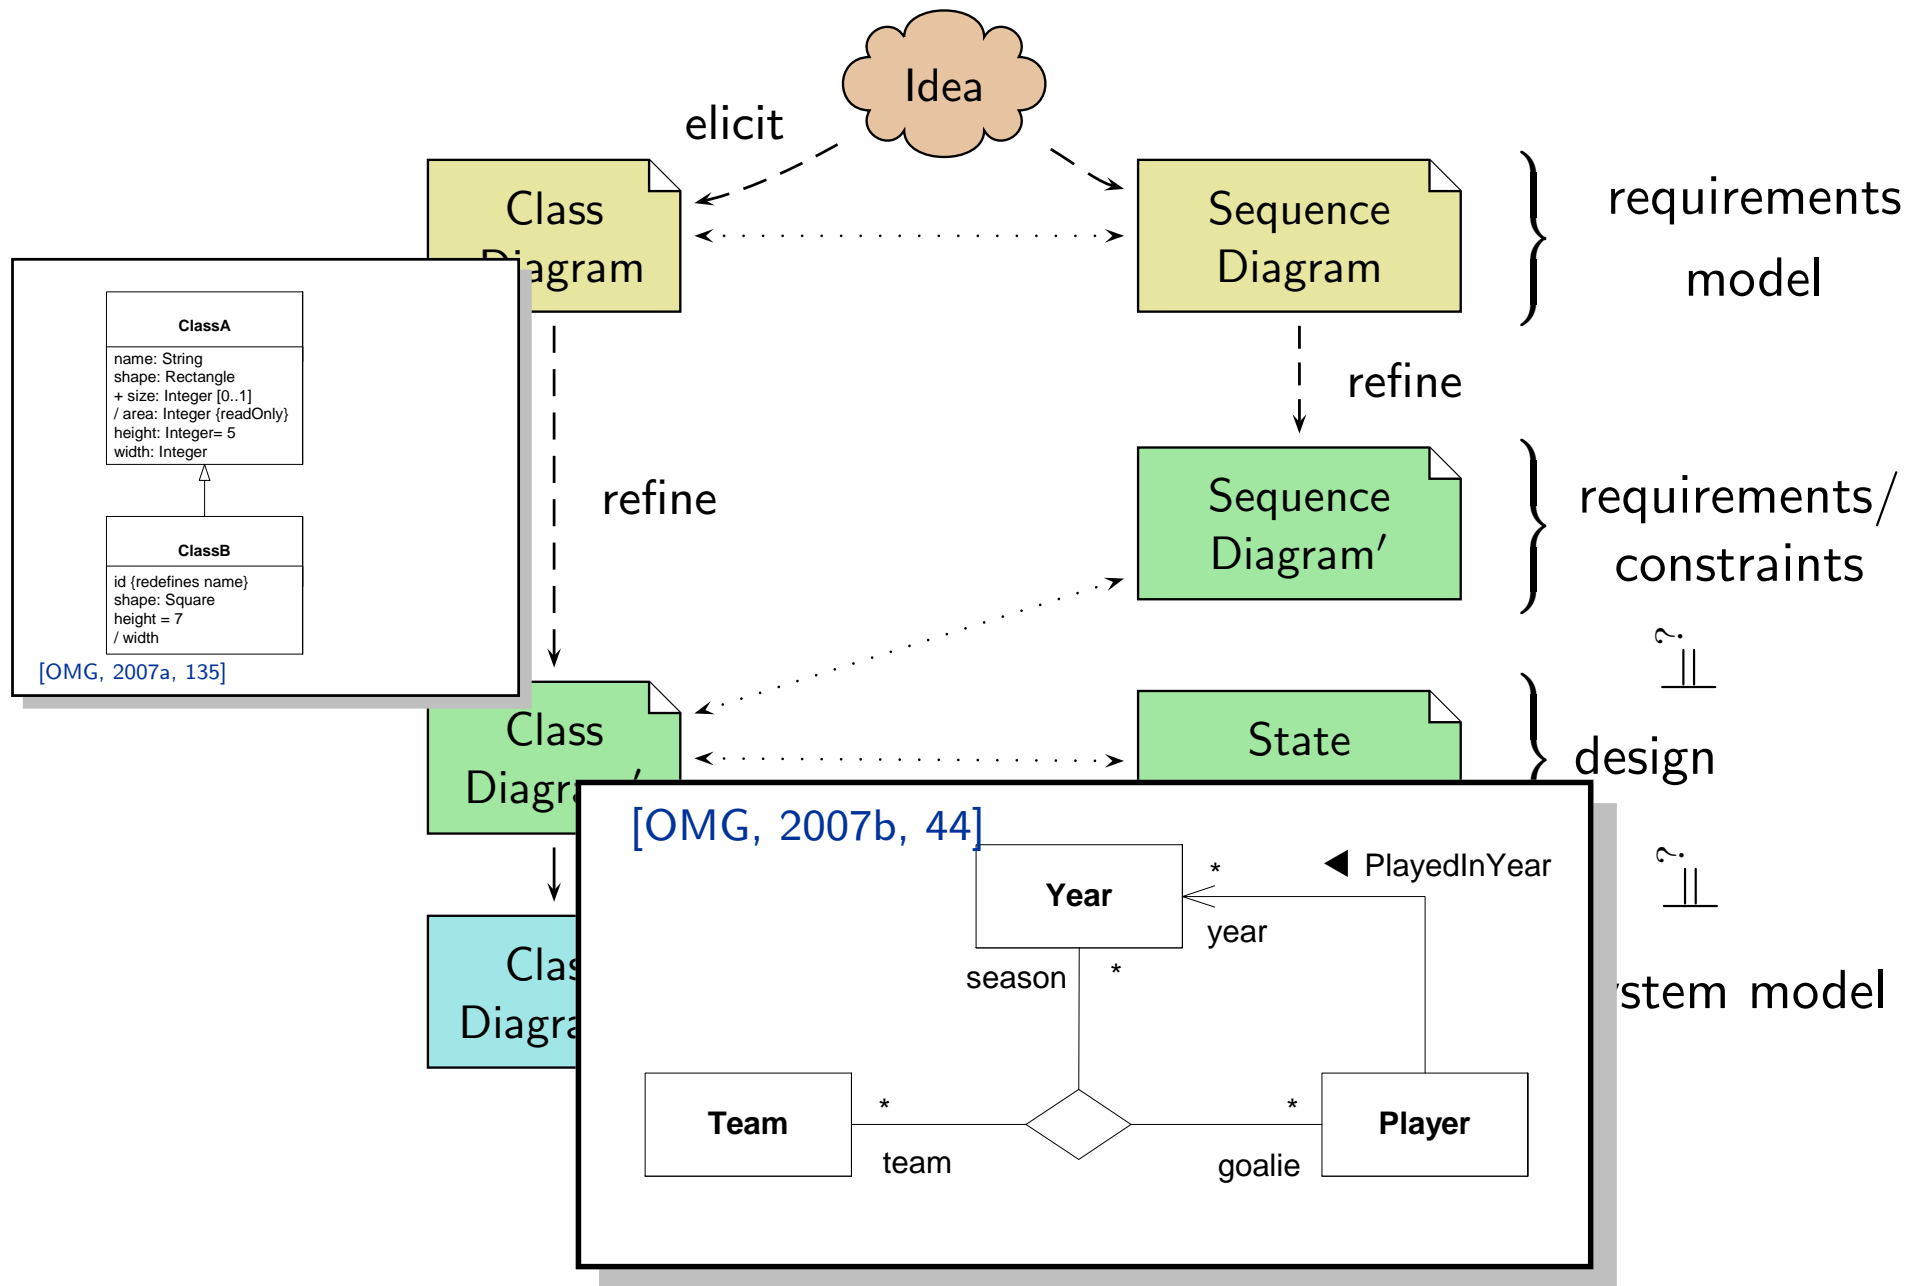 Idea
elicit
Class
Diagram
Sequence
Diagram
requirements
model
ClassA
name: String
shape: Rectangle
+ size: Integer [0..1]
/ area: Integer {readOnly}
height: Integer= 5
width: Integer
ClassB
id {redefines name}
shape: Square
height = 7
/ width
[OMG, 2007a, 135]
refine
refine
Sequence
Diagram′
requirements/
constraints
?
Class
Diagram′
State
design
[OMG, 2007b, 44]
Year
*
◀ PlayedInYear
year
season
*
?
Team
*
team
*
goalie
Player
model